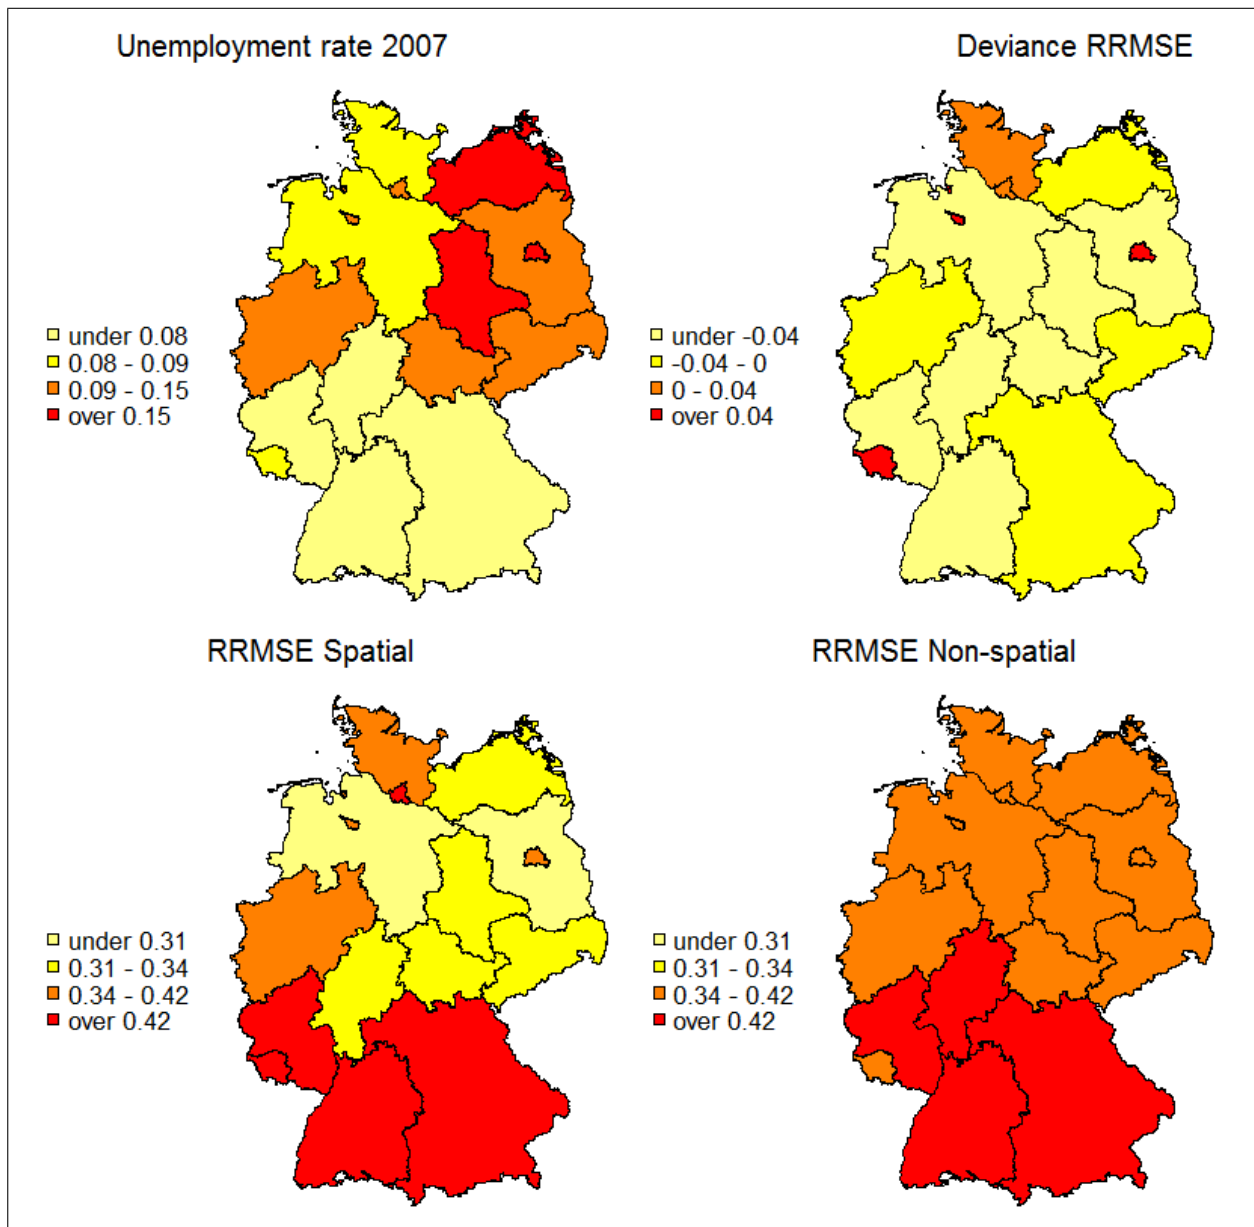 Unemployment rate 2007
under 0.08
0.08 - 0.09
0.09 - 0.15
over 0.15
Deviance RRMSE
under -0.04
-0.04 - 0
0 - 0.04
over 0.04
RRMSE Spatial
under 0.31
0.31 - 0.34
0.34 - 0.42
over 0.42
RRMSE Non-spatial
under 0.31
0.31 - 0.34
0.34 - 0.42
over 0.42